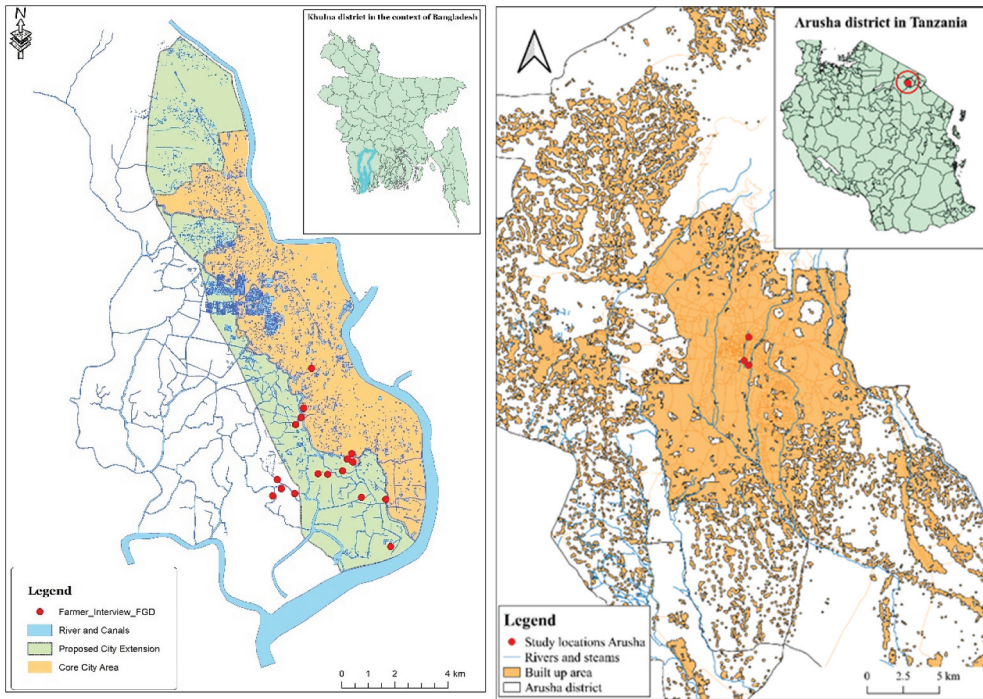 N
Khulna district in the context of Bangladesh
Legend
Farmer_Interview_FGD
River and Canals
Proposed City Extension
Core City Area
0 1 2 4 km
Arusha district in Tanzania
Legend
Study locations Arusha
Rivers and steams
Built up area
Arusha district
0 2.5 5 km